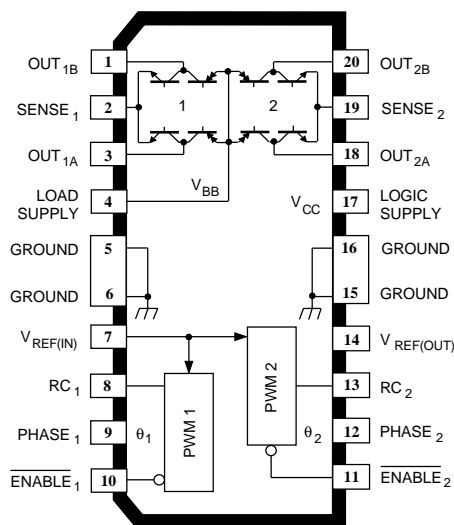 OUT1B 1 20 OUT2B
SENSE1 2 1 2 19 SENSE2
OUT1A 3 18 OUT2A
LOAD SUPPLY 4 VBB VCC 17 LOGIC SUPPLY
GROUND 5 16 GROUND
GROUND 6 15 GROUND
VREF(IN) 7 14 VREF(OUT)
RC1 8 PWM 1 PWM 2 13 RC2
PHASE1 9 θ1 θ2 12 PHASE2
ENABLE1 10 11 ENABLE2